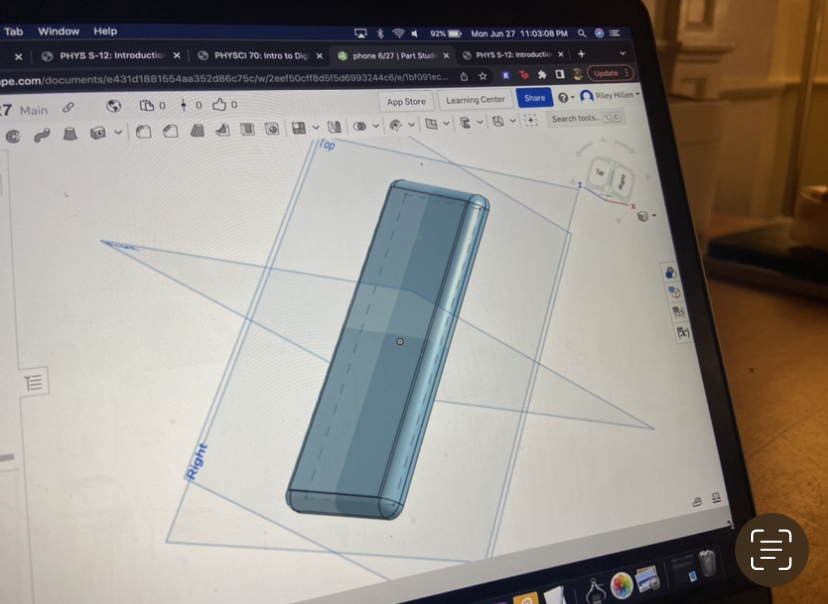 Tab Window Help
92% Mon Jun 27 11:03:08 PM
PHYS S-12: Introductio PHYSCI 70: Intro to Dig phone 6/27 | Part Studi PHYS S-12: Introductio
pe.com/documents/e431d1881554aa352d86c75c/w/2eef50cff8d5f5d6993244c6/e/1bf091ec... K Tp Update
27 Main 0 0 0 App Store Learning Center Share Riley Hillen
Search tools...
Top
Right
Z
Right
X